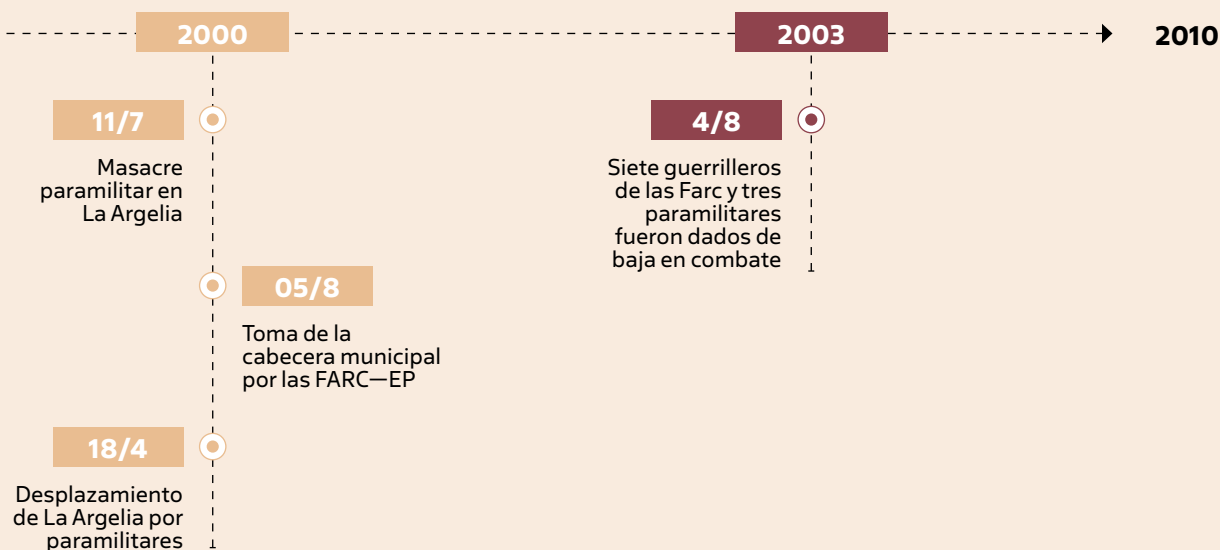 2000
2003
2010
11/7
Masacre
paramilitar en
La Argelia
05/8
Toma de la
cabecera municipal
por las FARC—EP
18/4
Desplazamiento
de La Argelia por
paramilitares
4/8
Siete guerrilleros
de las Farc y tres
paramilitares
fueron dados de
baja en combate